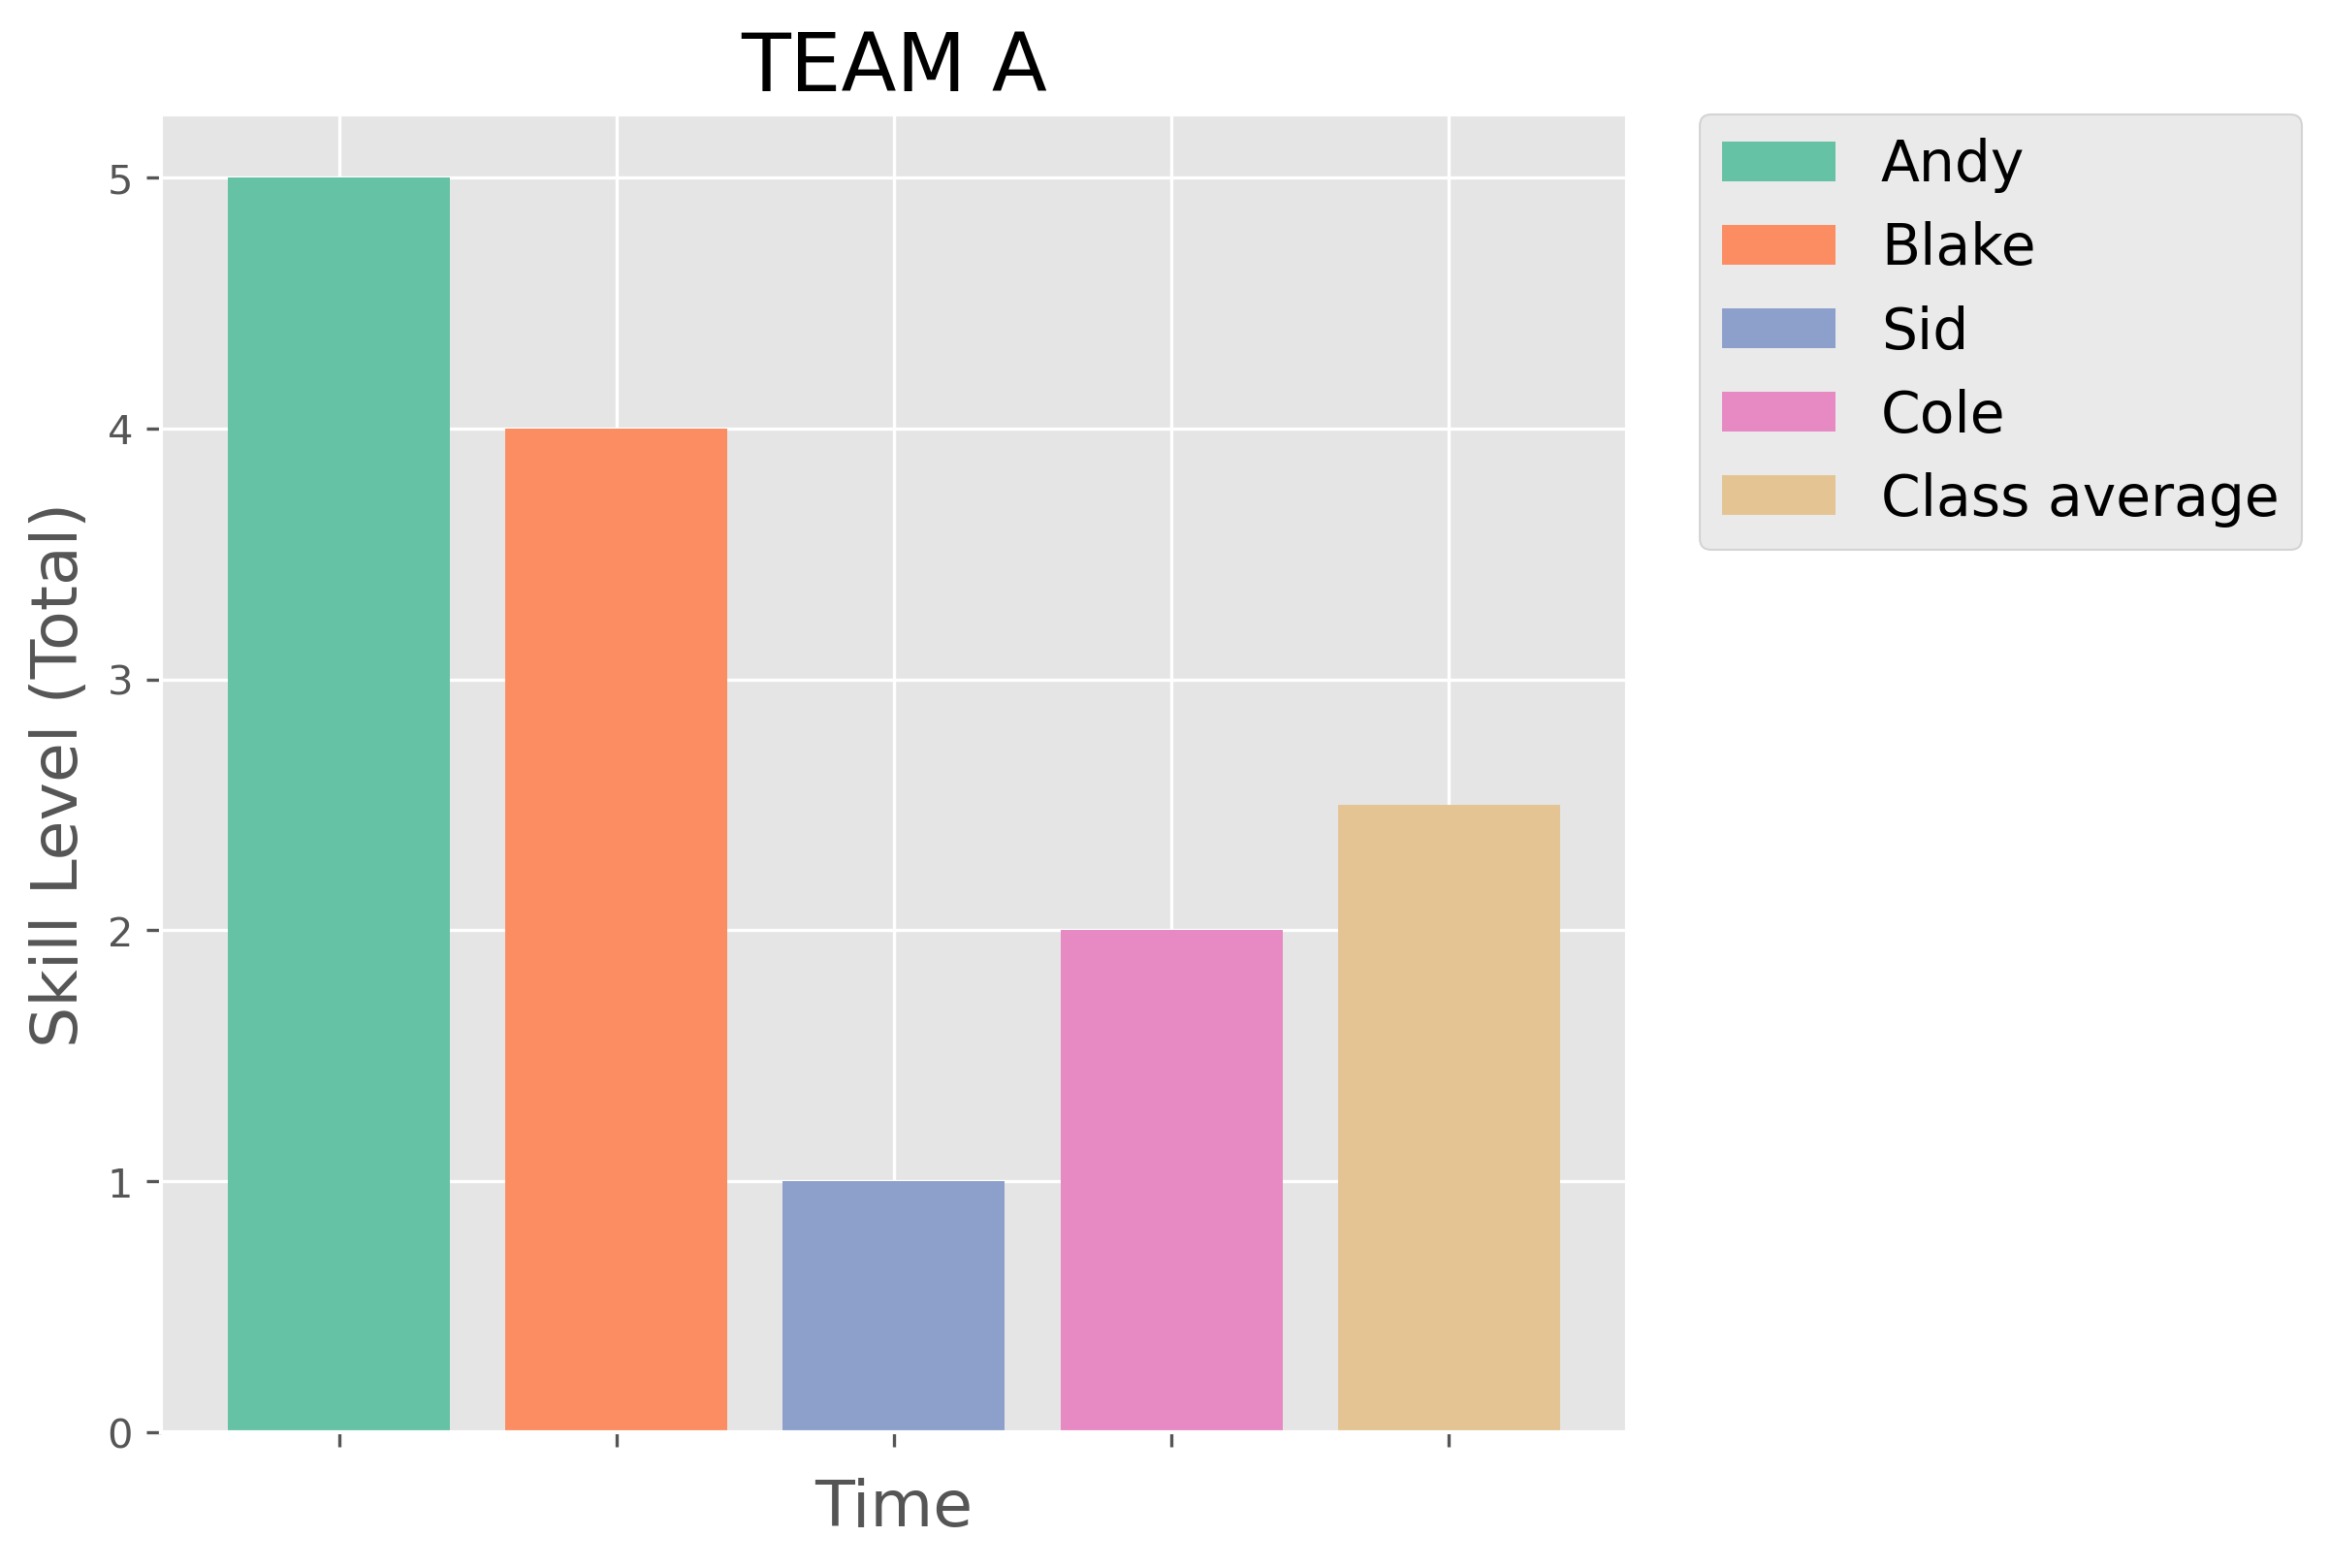 TEAM A
Skill Level (Total)
5
4
3
2
1
0
Time
Andy
Blake
Sid
Cole
Class average